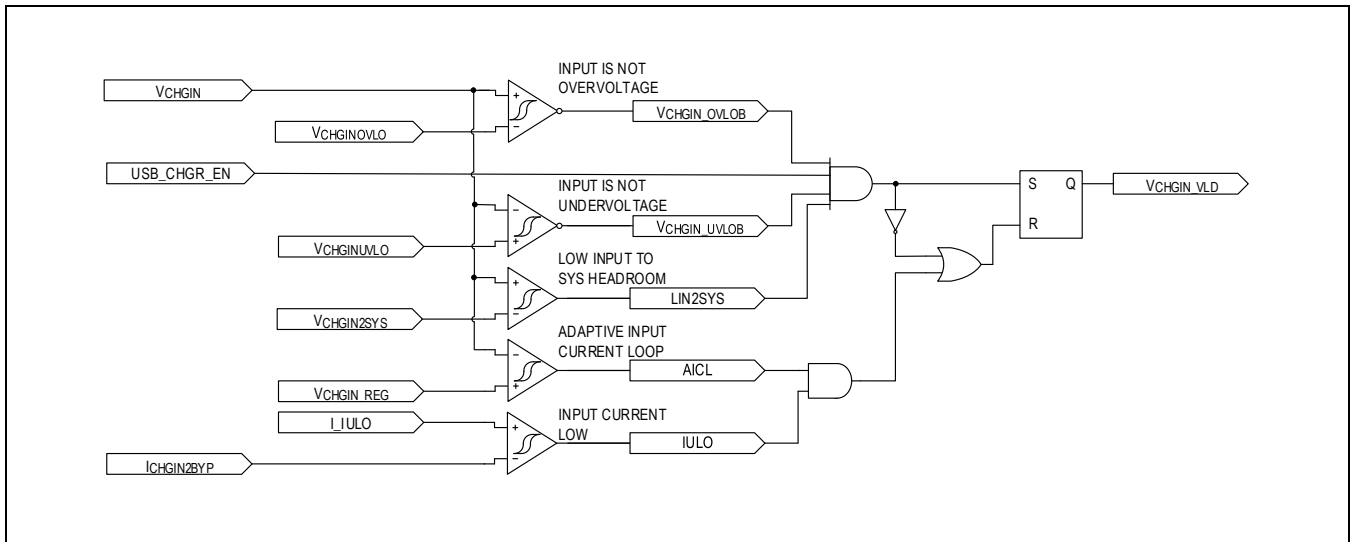 INPUT IS NOT
OVERVOLTAGE
VCHGIN
VCHGIN_OVLOB
+
−
VCHGINOVLO
USB_CHGR_EN
INPUT IS NOT
UNDERVOLTAGE
S Q
VCHGIN_VLD
−
+
VCHGIN_UVLOB
R
VCHGINUVLO
LOW INPUT TO
SYS HEADROOM
+
−
LIN2SYS
VCHGIN2SYS
ADAPTIVE INPUT
CURRENT LOOP
−
+
AICL
VCHGIN_REG
I_IULO
INPUT CURRENT
LOW
+
−
IULO
ICHGIN2BYP